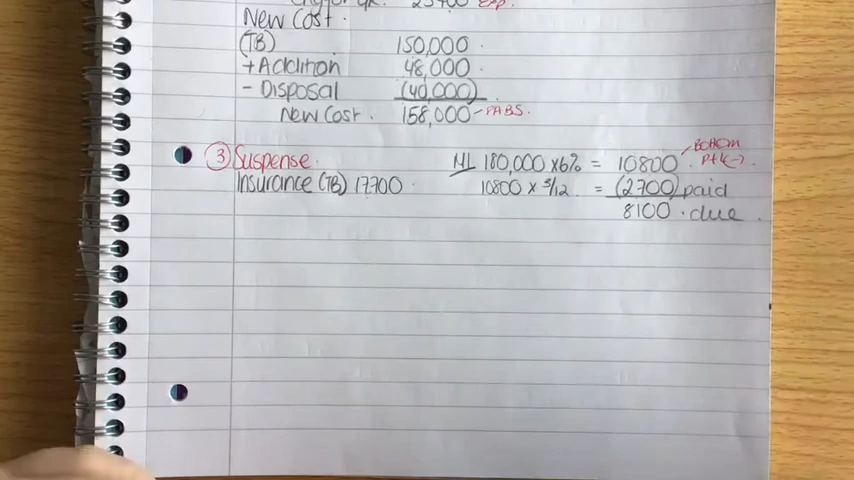 New Cost.
(TB) 150,000
+ Addition 48,000
- Disposal (40,000)
New Cost. 158,000 - PABS.
③ Suspense. NL 180,000 x 6% = 10800. Bottom P+L (-).
Insurance (TB) 17700 10800 x 3/12 = (2700) paid
8100. due.